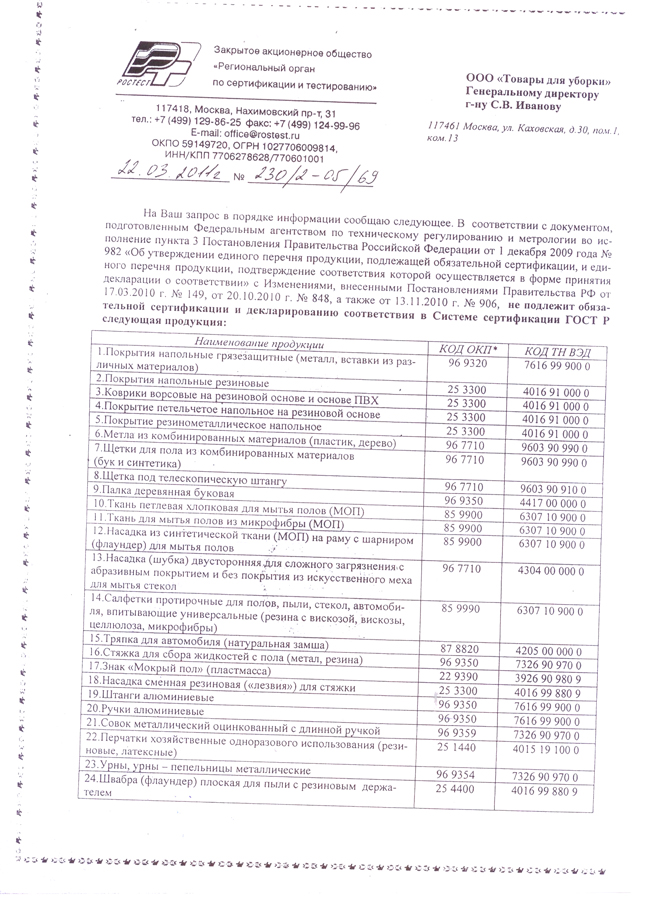 РОСТЕСТ
Закрытое акционерное общество
«Региональный орган
по сертификации и тестированию»
117418, Москва, Нахимовский пр-т, 31
тел.: +7 (499) 129-86-25 факс: +7 (499) 124-99-96
E-mail: office@rostest.ru
ОКПО 59149720, ОГРН 1027706009814,
ИНН/КПП 7706278628/770601001
22.03.2011г № 230/2-05/69
ООО «Товары для уборки»
Генеральному директору
г-ну С.В. Иванову
117461 Москва, ул. Каховская, д.30, пом.1,
ком.13
На Ваш запрос в порядке информации сообщаю следующее. В соответствии с документом,
подготовленным Федеральным агентством по техническому регулированию и метрологии во ис-
полнение пункта 3 Постановления Правительства Российской Федерации от 1 декабря 2009 года №
982 «Об утверждении единого перечня продукции, подлежащей обязательной сертификации, и еди-
ного перечня продукции, подтверждение соответствия которой осуществляется в форме принятия
декларации о соответствии» с Изменениями, внесенными Постановлениями Правительства РФ от
17.03.2010 г. № 149, от 20.10.2010 г. № 848, а также от 13.11.2010 г. № 906, не подлежит обяза-
тельной сертификации и декларированию соответствия в Системе сертификации ГОСТ Р
следующая продукция:
Наименование продукции КОД ОКП* КОД ТН ВЭД
1.Покрытия напольные грязезащитные (металл, вставки из раз-
личных материалов) 96 9320 7616 99 900 0
2.Покрытия напольные резиновые 25 3300 4016 91 000 0
3.Коврики ворсовые на резиновой основе и основе ПВХ 25 3300 4016 91 000 0
4.Покрытие петельчетое напольное на резиновой основе 25 3300 4016 91 000 0
5.Покрытие резинометаллическое напольное 25 3300 4016 91 000 0
6.Метла из комбинированных материалов (пластик, дерево) 96 7710 9603 90 990 0
7.Щетки для пола из комбинированных материалов
(бук и синтетика) 96 7710 9603 90 990 0
8.Щетка под телескопическую штангу 96 7710 9603 90 910 0
9.Палка деревянная буковая 96 9350 4417 00 000 0
10.Ткань петлевая хлопковая для мытья полов (МОП) 85 9900 6307 10 900 0
11.Ткань для мытья полов из микрофибры (МОП) 85 9900 6307 10 900 0
12.Насадка из синтетической ткани (МОП) на раму с шарниром
(флаундер) для мытья полов 85 9900 6307 10 900 0
13.Насадка (шубка) двусторонняя для сложного загрязнения с
абразивным покрытием и без покрытия из искусственного меха
для мытья стекол 96 7710 4304 00 000 0
14.Салфетки протирочные для полов, пыли, стекол, автомоби-
ля, впитывающие универсальные (резина с вискозой, вискозы,
целлюлоза, микрофибры) 85 9990 6307 10 900 0
15.Тряпка для автомобиля (натуральная замша) 87 8820 4205 00 000 0
16.Стяжка для сбора жидкостей с пола (метал, резина) 96 9350 7326 90 970 0
17.Знак «Мокрый пол» (пластмасса) 22 9390 3926 90 980 9
18.Насадка сменная резиновая («лезвия») для стяжки 25 3300 4016 99 880 9
19.Штанги алюминиевые 96 9350 7616 99 900 0
20.Ручки алюминиевые 96 9350 7616 99 900 0
21.Совок металлический оцинкованный с длинной ручкой 96 9359 7326 90 970 0
22.Перчатки хозяйственные одноразового использования (рези-
новые, латексные) 25 1440 4015 19 100 0
23.Урны, урны – пепельницы металлические 96 9354 7326 90 970 0
24.Швабра (флаундер) плоская для пыли с резиновым держа-
телем 25 4400 4016 99 880 9